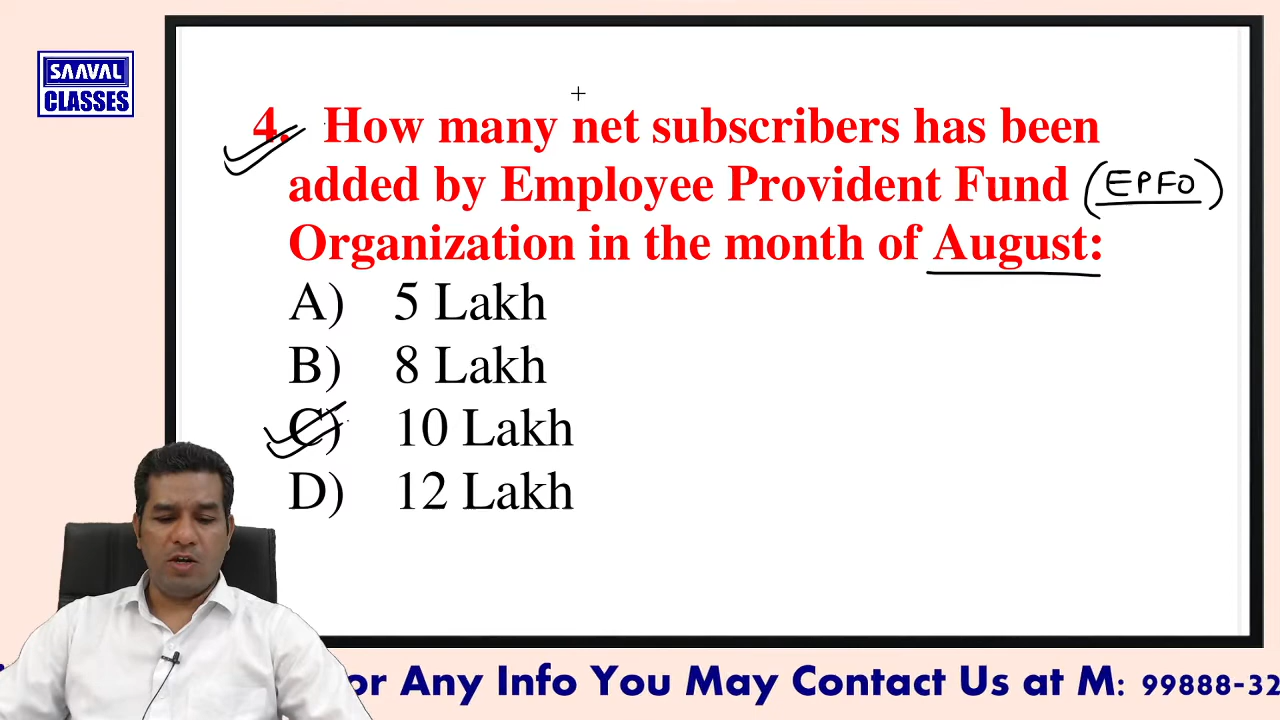 SAAVAL
CLASSES
4. How many net subscribers has been
added by Employee Provident Fund (EPFO)
Organization in the month of August:
A) 5 Lakh
B) 8 Lakh
C) 10 Lakh
D) 12 Lakh
or Any Info You May Contact Us at M: 99888-32